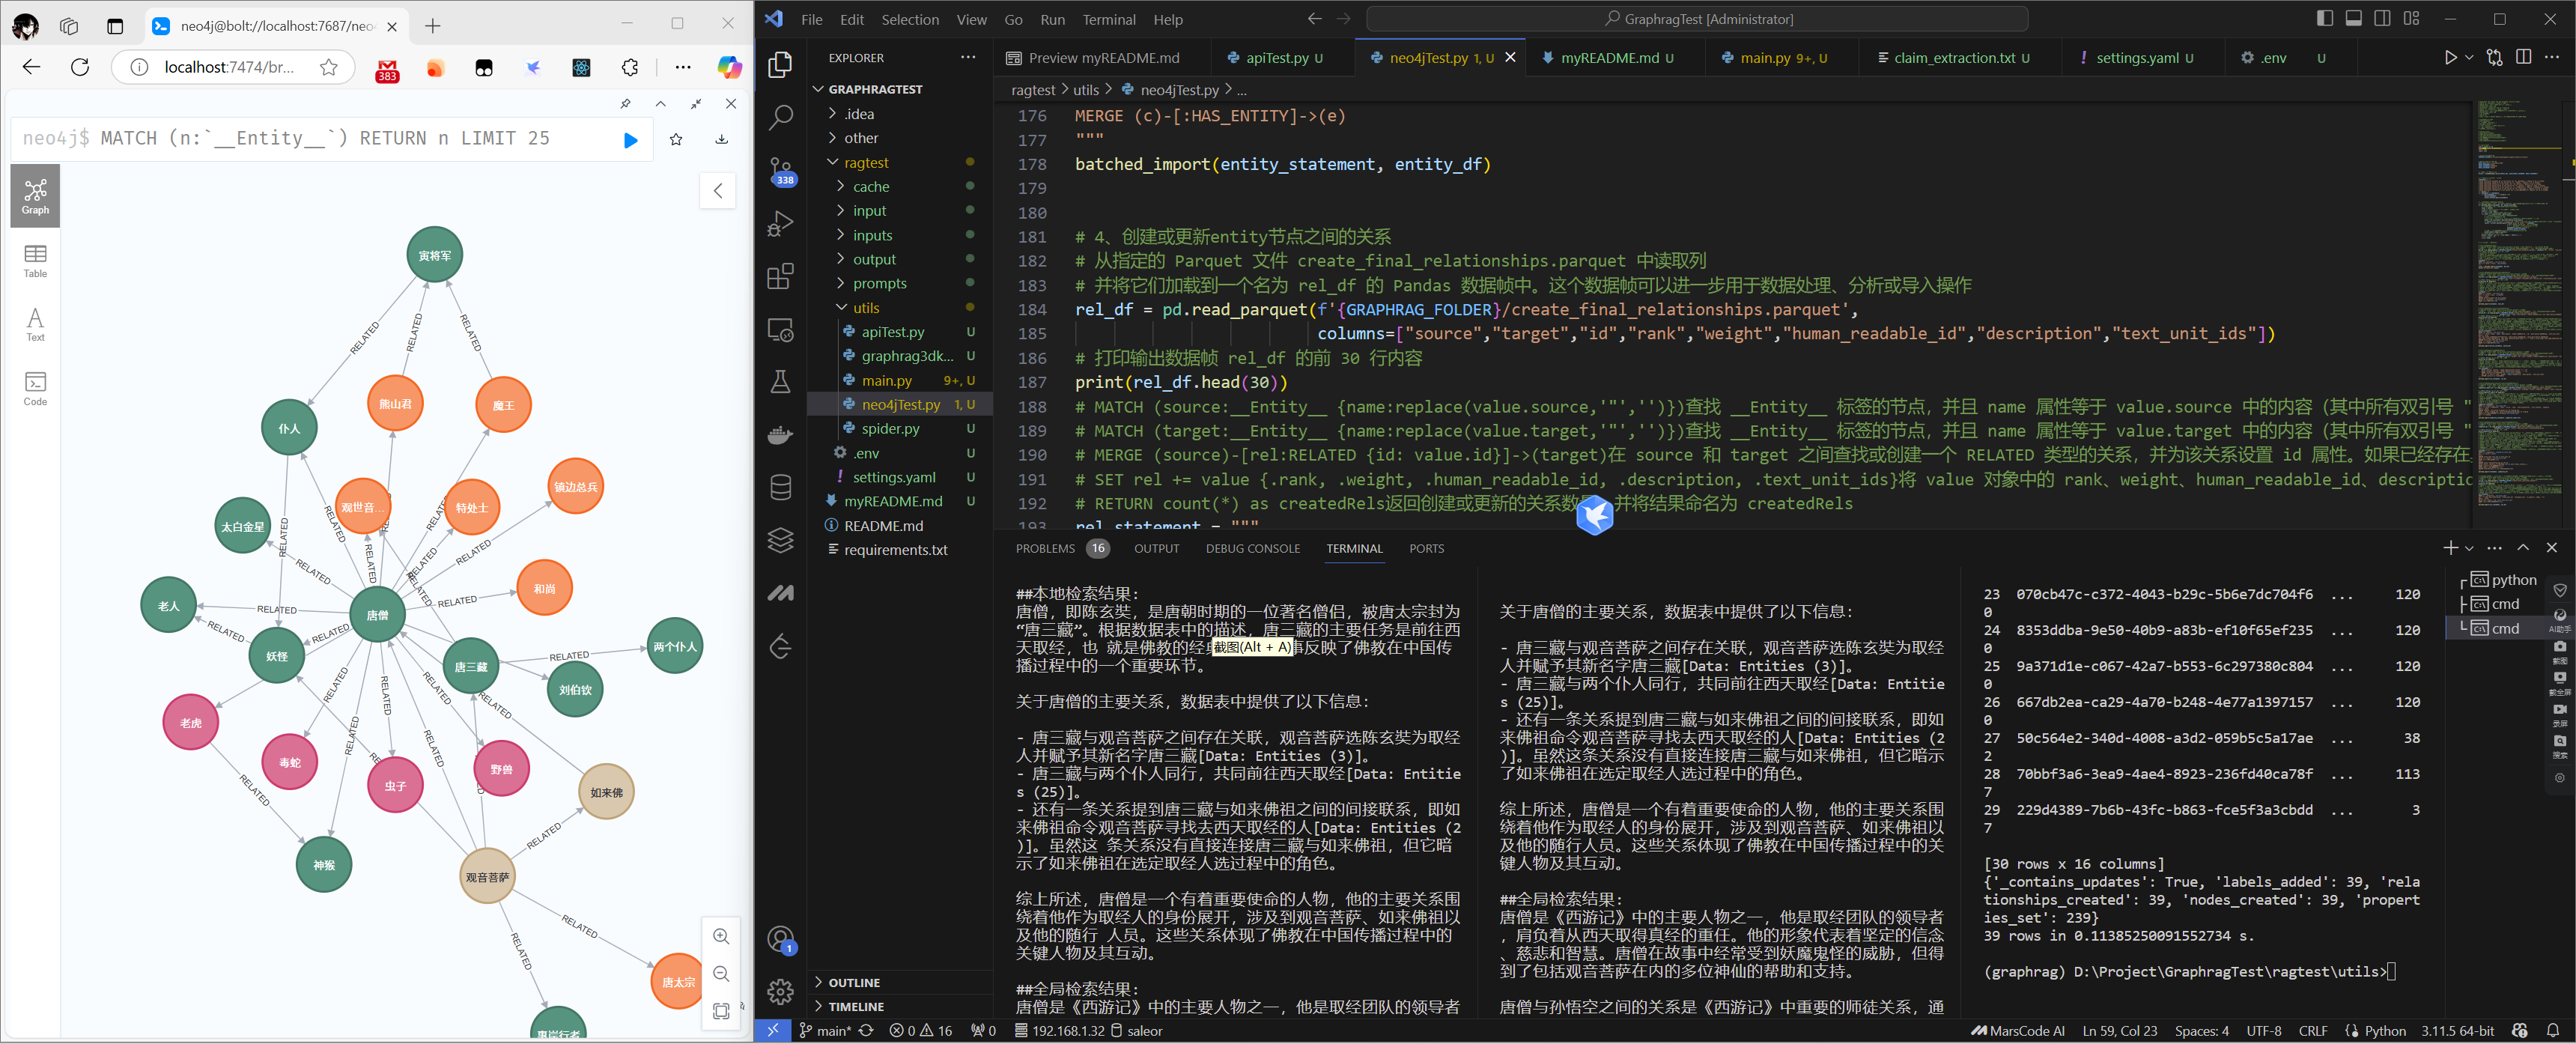 neo4j@bolt://localhost:7687/neo
localhost:7474/br...
383
neo4j$ MATCH (n:`__Entity__`) RETURN n LIMIT 25
Graph
Table
Text
Code
寅将军
RELATED
RELATED
RELATED
熊山君
魔王
仆人
镇边总兵
观世音...
特处士
太白金星
RELATED
RELATED
RELATED
RELATED
RELATED
RELATED
RELATED
和尚
老人
RELATED
唐僧
RELATED
RELATED
RELATED
两个仆人
妖怪
唐三藏
RELATED
刘伯钦
老虎
RELATED
RELATED
RELATED
RELATED
RELATED
RELATED
毒蛇
虫子
野兽
如来佛
RELATED
RELATED
神猴
观音菩萨
RELATED
RELATED
唐太宗
惠岸行者
File Edit Selection View Go Run Terminal Help
GraphragTest [Administrator]
EXPLORER
GRAPHRAGTEST
.idea
other
ragtest
cache
input
inputs
output
prompts
utils
apiTest.py U
graphrag3dk... U
main.py 9+, U
neo4jTest.py 1, U
spider.py U
.env U
settings.yaml U
myREADME.md U
README.md
requirements.txt
OUTLINE
TIMELINE
338
1
Preview myREADME.md
apiTest.py U
neo4jTest.py 1, U
myREADME.md U
main.py 9+, U
claim_extraction.txt U
settings.yaml U
.env U
ragtest > utils > neo4jTest.py > ...
176 MERGE (c)-[:HAS_ENTITY]->(e)
177 """
178 batched_import(entity_statement, entity_df)
179
180
181 # 4、创建或更新entity节点之间的关系
182 # 从指定的 Parquet 文件 create_final_relationships.parquet 中读取列
183 # 并将它们加载到一个名为 rel_df 的 Pandas 数据帧中。这个数据帧可以进一步用于数据处理、分析或导入操作
184 rel_df = pd.read_parquet(f'{GRAPHRAG_FOLDER}/create_final_relationships.parquet',
185 columns=["source","target","id","rank","weight","human_readable_id","description","text_unit_ids"])
186 # 打印输出数据帧 rel_df 的前 30 行内容
187 print(rel_df.head(30))
188 # MATCH (source:__Entity__ {name:replace(value.source,'"','')})查找 __Entity__ 标签的节点，并且 name 属性等于 value.source 中的内容（其中所有双引号 "
189 # MATCH (target:__Entity__ {name:replace(value.target,'"','')})查找 __Entity__ 标签的节点，并且 name 属性等于 value.target 中的内容（其中所有双引号 "
190 # MERGE (source)-[rel:RELATED {id: value.id}]->(target)在 source 和 target 之间查找或创建一个 RELATED 类型的关系，并为该关系设置 id 属性。如果已经存在
191 # SET rel += value {.rank, .weight, .human_readable_id, .description, .text_unit_ids}将 value 对象中的 rank、weight、human_readable_id、descriptic
192 # RETURN count(*) as createdRels返回创建或更新的关系数 并将结果命名为 createdRels
193 rel_statement = """
PROBLEMS 16 OUTPUT DEBUG CONSOLE TERMINAL PORTS
##本地检索结果:
唐僧，即陈玄奘，是唐朝时期的一位著名僧侣，被唐太宗封为
“唐三藏”。根据数据表中的描述，唐三藏的主要任务是前往西
天取经，也 就是佛教的经 事反映了佛教在中国传
播过程中的一个重要环节。
截图(Alt + A)
关于唐僧的主要关系，数据表中提供了以下信息:
- 唐三藏与观音菩萨之间存在关联，观音菩萨选陈玄奘为取经
人并赋予其新名字唐三藏[Data: Entities (3)]。
- 唐三藏与两个仆人同行，共同前往西天取经[Data: Entitie
s (25)]。
- 还有一条关系提到唐三藏与如来佛祖之间的间接联系，即如
来佛祖命令观音菩萨寻找去西天取经的人[Data: Entities (2
)]。虽然这 条关系没有直接连接唐三藏与如来佛，但它暗
示了如来佛祖在选定取经人选过程中的角色。
综上所述，唐僧是一个有着重要使命的人物，他的主要关系围
绕着他作为取经人的身份展开，涉及到观音菩萨、如来佛祖以
及他的随行 人员。这些关系体现了佛教在中国传播过程中的
关键人物及其互动。
##全局检索结果:
唐僧是《西游记》中的主要人物之一，他是取经团队的领导者
关于唐僧的主要关系，数据表中提供了以下信息:
- 唐三藏与观音菩萨之间存在关联，观音菩萨选陈玄奘为取经
人并赋予其新名字唐三藏[Data: Entities (3)]。
- 唐三藏与两个仆人同行，共同前往西天取经[Data: Entitie
s (25)]。
- 还有一条关系提到唐三藏与如来佛祖之间的间接联系，即如
来佛祖命令观音菩萨寻找去西天取经的人[Data: Entities (2
)]。虽然这条关系没有直接连接唐三藏与如来佛，但它暗示
了如来佛祖在选定取经人选过程中的角色。
综上所述，唐僧是一个有着重要使命的人物，他的主要关系围
绕着他作为取经人的身份展开，涉及到观音菩萨、如来佛祖以
及他的随行人员。这些关系体现了佛教在中国传播过程中的关
键人物及其互动。
##全局检索结果:
唐僧是《西游记》中的主要人物之一，他是取经团队的领导者
，肩负着从西天取得真经的重任。他的形象代表着坚定的信念
、慈悲和智慧。唐僧在故事中经常受到妖魔鬼怪的威胁，但得
到了包括观音菩萨在内的多位神仙的帮助和支持。
唐僧与孙悟空之间的关系是《西游记》中重要的师徒关系，通
23 070cb47c-c372-4043-b29c-5b6e7dc704f6 ... 120
0
24 8353ddba-9e50-40b9-a83b-ef10f65ef235 ... 120
0
25 9a371d1e-c067-42a7-b553-6c297380c804 ... 120
0
26 667db2ea-ca29-4a70-b248-4e77a1397157 ... 120
0
27 50c564e2-340d-4008-a3d2-059b5c5a17ae ... 38
2
28 70bbf3a6-3ea9-4ae4-8923-236fd40ca78f ... 113
7
29 229d4389-7b6b-43fc-b863-fce5f3a3cbdd ... 3
7
[30 rows x 16 columns]
{'_contains_updates': True, 'labels_added': 39, 'rela
tionships_created': 39, 'nodes_created': 39, 'propert
ies_set': 239}
39 rows in 0.11385250091552734 s.
(graphrag) D:\Project\GraphragTest\ragtest\utils>
python
cmd
cmd
AI助手
截图
截全屏
录屏
搜索
main* 0 16 0 192.168.1.32 saleor
MarsCode AI Ln 59, Col 23 Spaces: 4 UTF-8 CRLF Python 3.11.5 64-bit